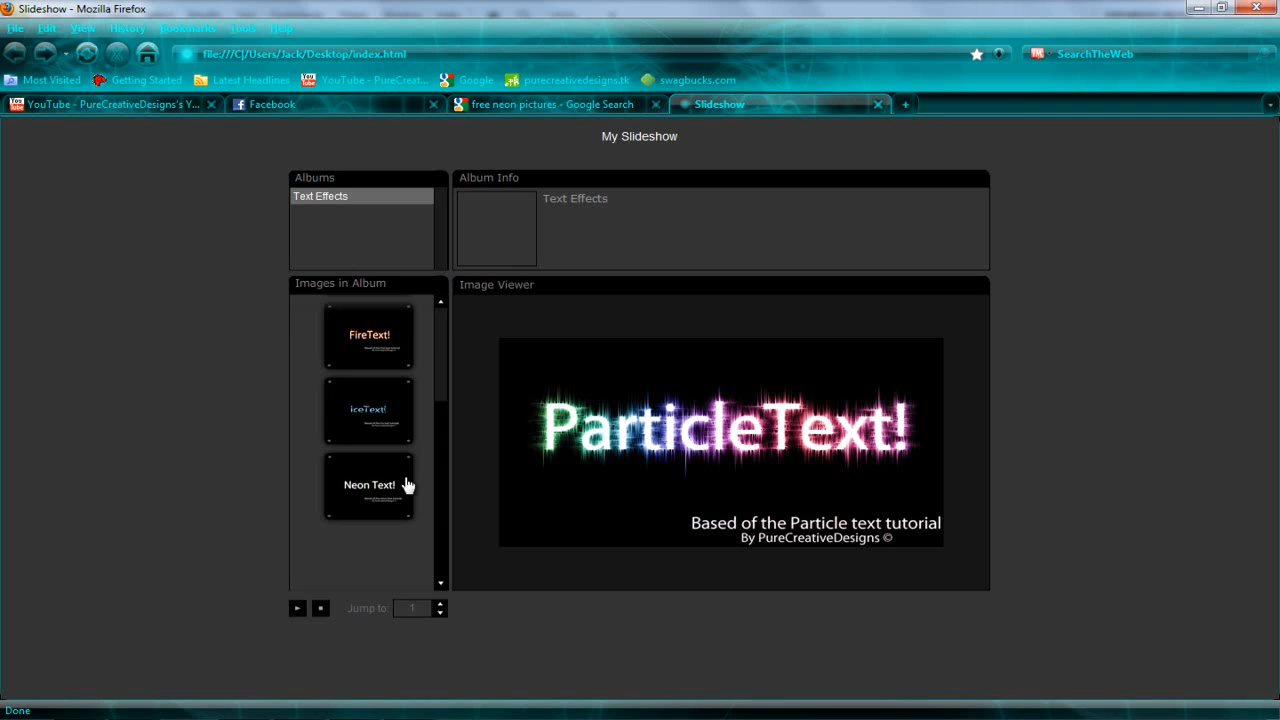 Slideshow - Mozilla Firefox
File Edit View History Bookmarks Tools Help
file:///C|/Users/Jack/Desktop/index.html
SearchTheWeb
Most Visited Getting Started Latest Headlines YouTube - PureCreat... Google purecreativedesigns.tk swagbucks.com
YouTube - PureCreativeDesigns's Y... Facebook free neon pictures - Google Search Slideshow
My Slideshow
Albums
Text Effects
Album Info
Text Effects
Images in Album
FireText!
IceText!
Neon Text!
Image Viewer
ParticleText!
Based of the Particle text tutorial
By PureCreativeDesigns ©
Jump to: 1
Done